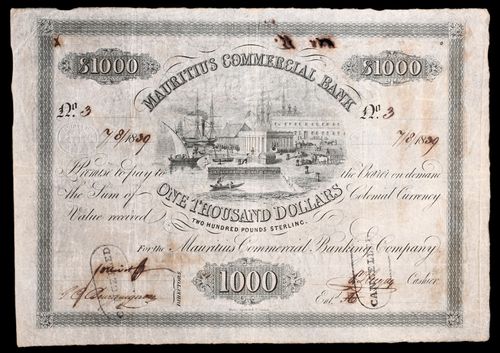 $1000 $1000
MAURITIUS COMMERCIAL BANK
No. 3 No. 3
7/8/1839 7/8/1839
I Promise to pay to the Bearer on demand
ONE THOUSAND DOLLARS
the Sum of Colonial Currency
TWO HUNDRED POUNDS STERLING.
Value received
For the Mauritius Commercial Banking Company
CANCELLED CANCELLED
DIRECTORS
1000
Cashier
Ent.